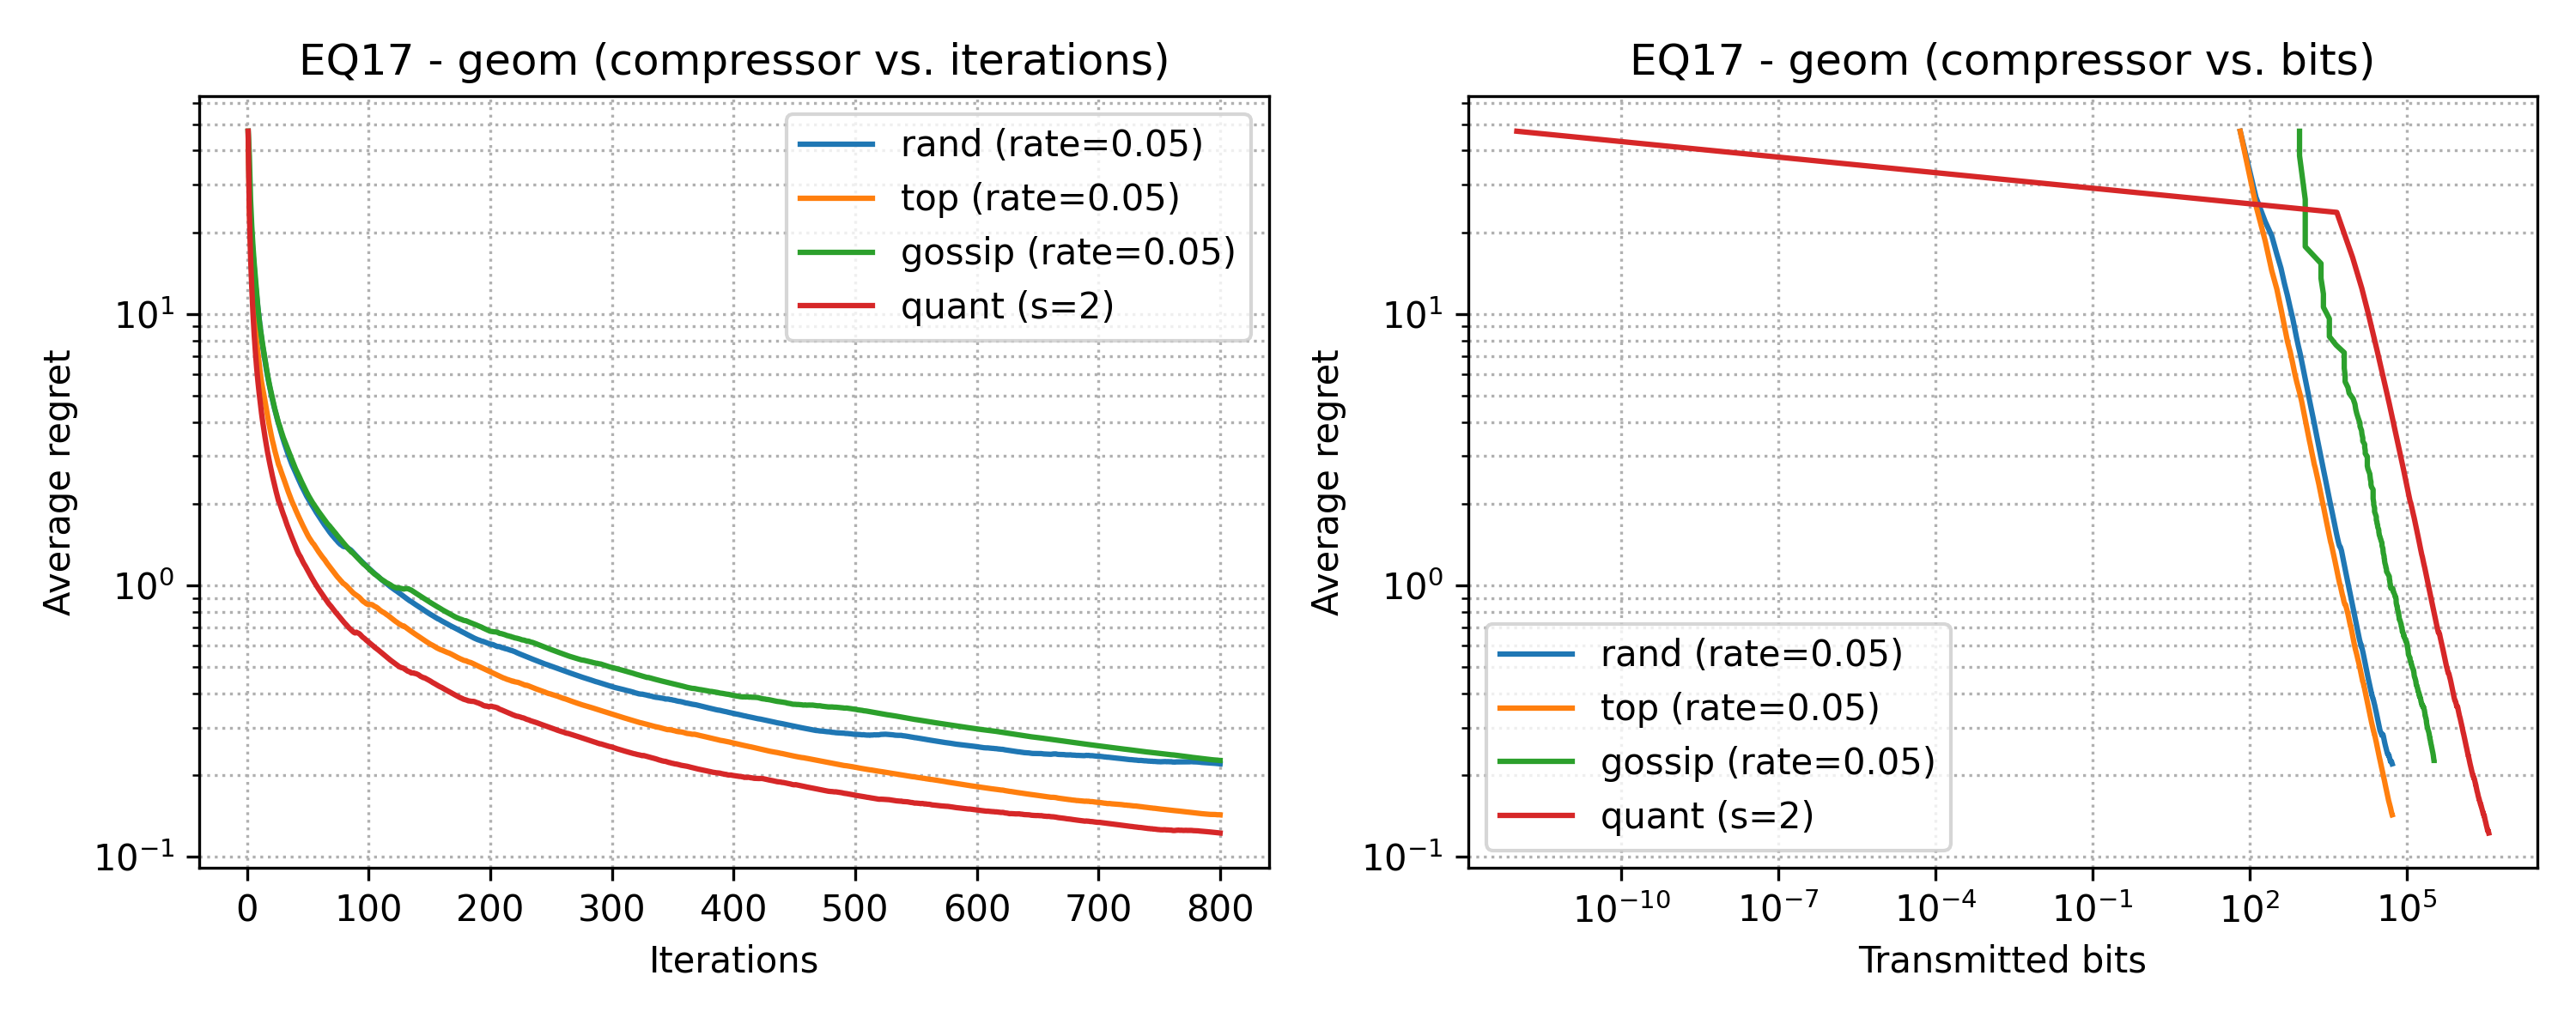 EQ17 - geom (compressor vs. iterations)
Average regret
10¹
10⁰
10⁻¹
rand (rate=0.05)
top (rate=0.05)
gossip (rate=0.05)
quant (s=2)
0 100 200 300 400 500 600 700 800
Iterations
EQ17 - geom (compressor vs. bits)
Average regret
10¹
10⁰
10⁻¹
rand (rate=0.05)
top (rate=0.05)
gossip (rate=0.05)
quant (s=2)
10⁻¹⁰ 10⁻⁷ 10⁻⁴ 10⁻¹ 10² 10⁵
Transmitted bits